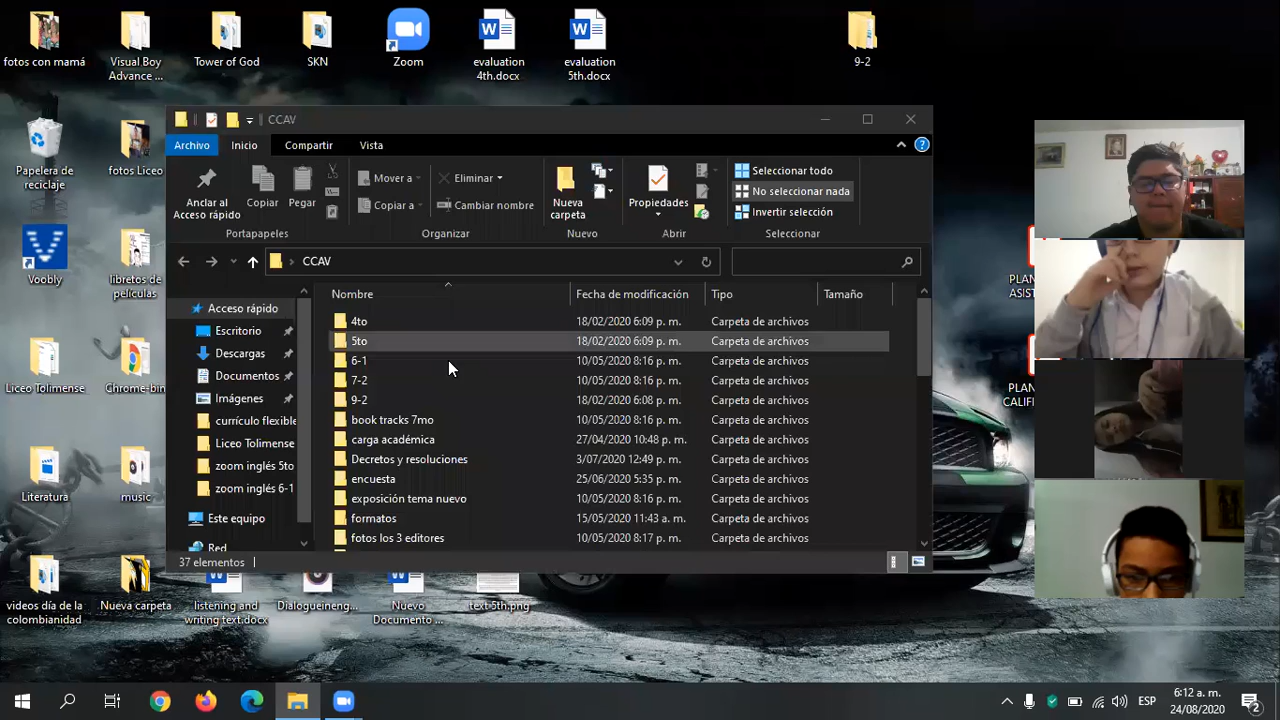 fotos con mamá
Visual Boy
Advance ...
Tower of God
SKN
Zoom
evaluation
4th.docx
evaluation
5th.docx
9-2
Papelera de
reciclaje
fotos Liceo
Voobly
libretos de
películas
Liceo Tolimense
Chrome-bin
Literatura
music
videos día de la
colombianidad
Nueva carpeta
listening and
writing text.docx
Dialogueineng...
Nuevo
Documento ...
text 5th.png
CCAV
Archivo Inicio Compartir Vista
Anclar al
Acceso rápido
Copiar
Pegar
Portapapeles
Mover a
Copiar a
Eliminar
Cambiar nombre
Organizar
Nueva
carpeta
Nuevo
Propiedades
Abrir
Seleccionar todo
No seleccionar nada
Invertir selección
Seleccionar
CCAV
Acceso rápido
Escritorio
Descargas
Documentos
Imágenes
currículo flexible
Liceo Tolimense
zoom inglés 5to
zoom inglés 6-1
Este equipo
Red
Nombre Fecha de modificación Tipo Tamaño
4to 18/02/2020 6:09 p. m. Carpeta de archivos
5to 18/02/2020 6:09 p. m. Carpeta de archivos
6-1 10/05/2020 8:16 p. m. Carpeta de archivos
7-2 10/05/2020 8:16 p. m. Carpeta de archivos
9-2 18/02/2020 6:08 p. m. Carpeta de archivos
book tracks 7mo 10/05/2020 8:16 p. m. Carpeta de archivos
carga académica 27/04/2020 10:48 p. m. Carpeta de archivos
Decretos y resoluciones 3/07/2020 12:49 p. m. Carpeta de archivos
encuesta 25/06/2020 5:35 p. m. Carpeta de archivos
exposición tema nuevo 10/05/2020 8:16 p. m. Carpeta de archivos
formatos 15/05/2020 11:43 a. m. Carpeta de archivos
fotos los 3 editores 10/05/2020 8:17 p. m. Carpeta de archivos
37 elementos
PLAN
ASIST
PLAN
CALIF
ESP
6:12 a. m.
24/08/2020
2